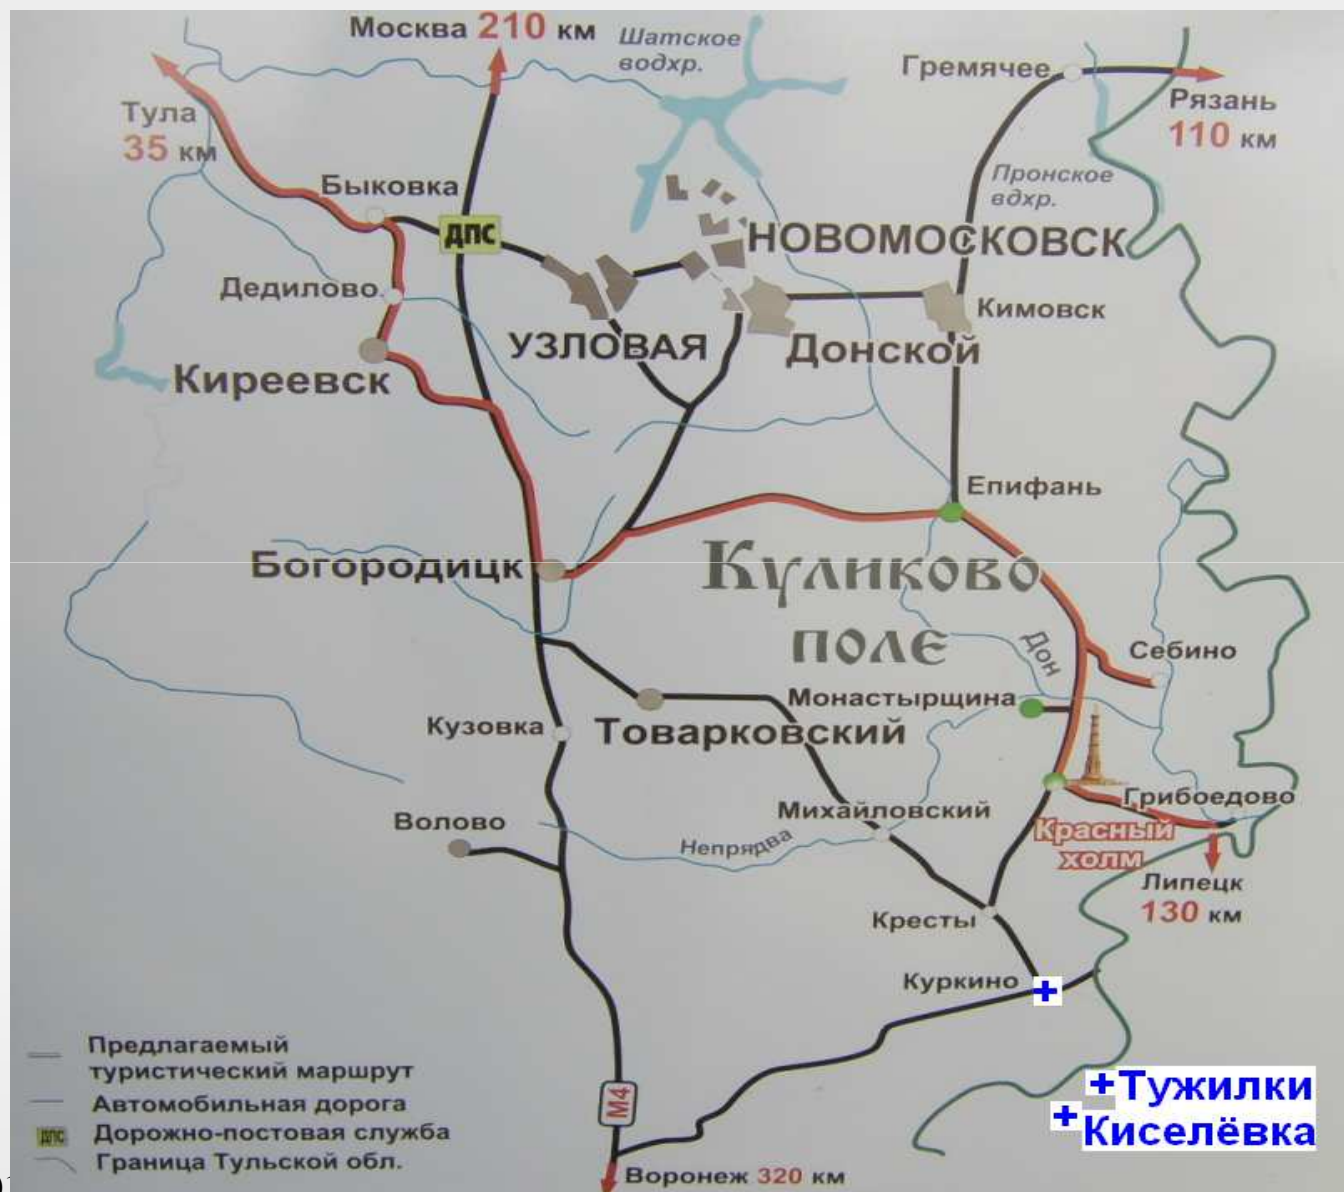 Москва 210 км
Шатское
водхр.
Гремячее
Рязань
110 км
Тула
35 км
Быковка
Пронское
вдхр.
ДПС
НОВОМОСКОВСК
Дедилово
Кимовск
УЗЛОВАЯ
Донской
Киреевск
Епифань
Богородицк
Куликово
поле
Дон
Себино
Монастырщина
Кузовка
Товарковский
Грибоедово
Михайловский
Волово
Непрядва
Красный
холм
Липецк
130 км
Кресты
Куркино
Предлагаемый
туристический маршрут
Автомобильная дорога
ДПС Дорожно-постовая служба
Граница Тульской обл.
М4
+Тужилки
+Киселёвка
Воронеж 320 км